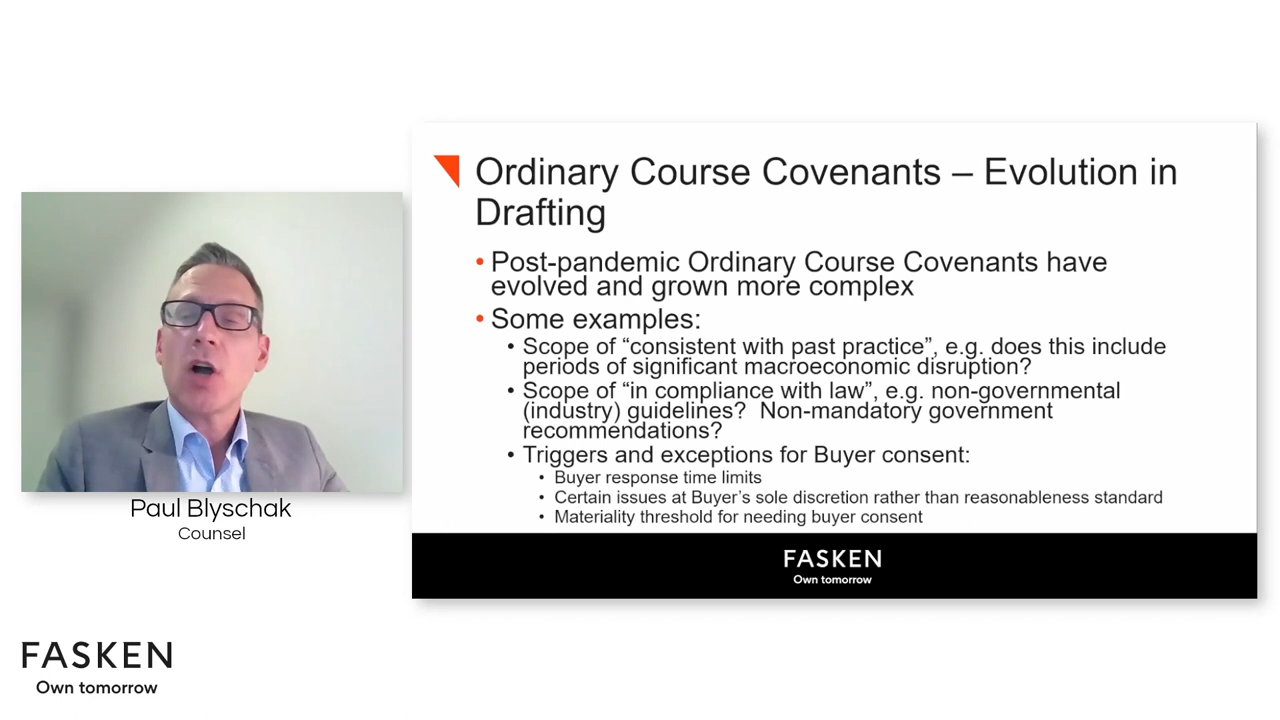 Ordinary Course Covenants – Evolution in
Drafting
• Post-pandemic Ordinary Course Covenants have
evolved and grown more complex
• Some examples:
• Scope of “consistent with past practice”, e.g. does this include
periods of significant macroeconomic disruption?
• Scope of “in compliance with law”, e.g. non-governmental
(industry) guidelines?  Non-mandatory government
recommendations?
• Triggers and exceptions for Buyer consent:
• Buyer response time limits
• Certain issues at Buyer’s sole discretion rather than reasonableness standard
• Materiality threshold for needing buyer consent
FASKEN
Own tomorrow
Paul Blyschak
Counsel
FASKEN
Own tomorrow